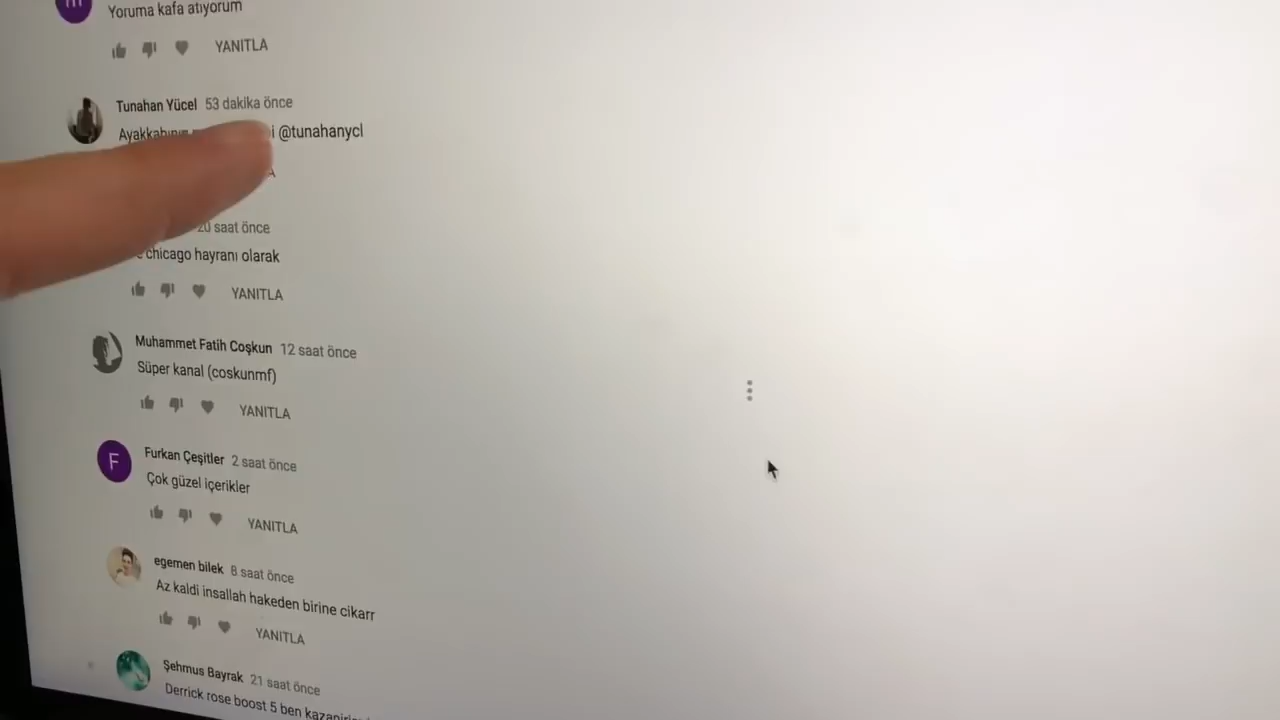 m
Yoruma kafa atıyorum
YANITLA
Tunahan Yücel 53 dakika önce
@tunahanycl
20 saat önce
chicago hayranı olarak
YANITLA
Muhammet Fatih Coşkun 12 saat önce
Süper kanal (coskunmf)
YANITLA
F
Furkan Çeşitler 2 saat önce
Çok güzel içerikler
YANITLA
egemen bilek 8 saat önce
Az kaldi insallah hakeden birine cikarr
YANITLA
Şehmus Bayrak 21 saat önce
Derrick rose boost 5 ben